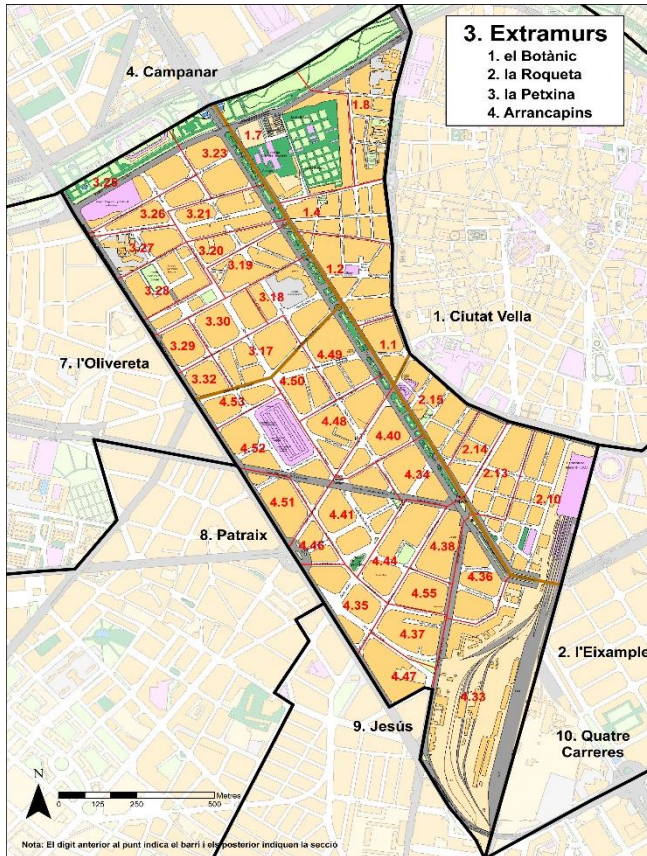 3. Extramurs
1. el Botànic
2. la Roqueta
3. la Petxina
4. Arrancapins
4. Campanar
1.8
1.7
3.23
3.25
3.26
3.21
1.4
3.27
3.20
3.19
1.2
3.28
3.18
3.30
1. Ciutat Vella
3.29
3.17
4.49
1.1
7. l'Olivereta
3.32
4.50
4.53
2.15
4.48
4.40
4.52
2.14
4.34
2.13
2.10
4.51
4.41
8. Patraix
4.46
4.38
4.44
4.36
4.55
4.35
4.37
2. l'Eixample
4.47
4.33
9. Jesús
10. Quatre
Carreres
N
Metres
0 125 250 500
Nota: El dígit anterior al punt indica el barri i els posterior indiquen la secció